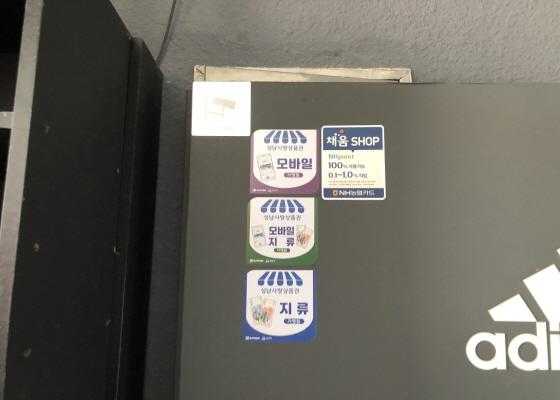 성남사랑상품권
모바일
가맹점
채움 SHOP
NHpoint
100% 사용가능
0.1~1.0% 적립
NH농협카드
성남사랑상품권
모바일
지류
가맹점
성남사랑상품권
지류
가맹점
adi